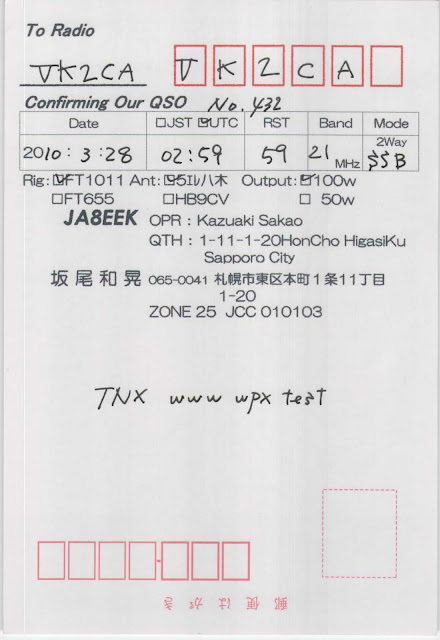 To Radio
VK2CA V K 2 C A
Confirming Our QSO No. 432
Date □JST ☑UTC RST Band Mode
2010:3:28 02:59 59 21 MHz 2Way SSB
Rig:☑FT1011 Ant:☑5エレ八木 Output:☑100w
□FT655 □HB9CV □ 50w
JA8EEK OPR : Kazuaki Sakao
QTH : 1-11-1-20HonCho HigasiKu
Sapporo City
坂尾和晃 065-0041 札幌市東区本町1条11丁目
1-20
ZONE 25 JCC 010103
TNX www wpx test
郵便はがき